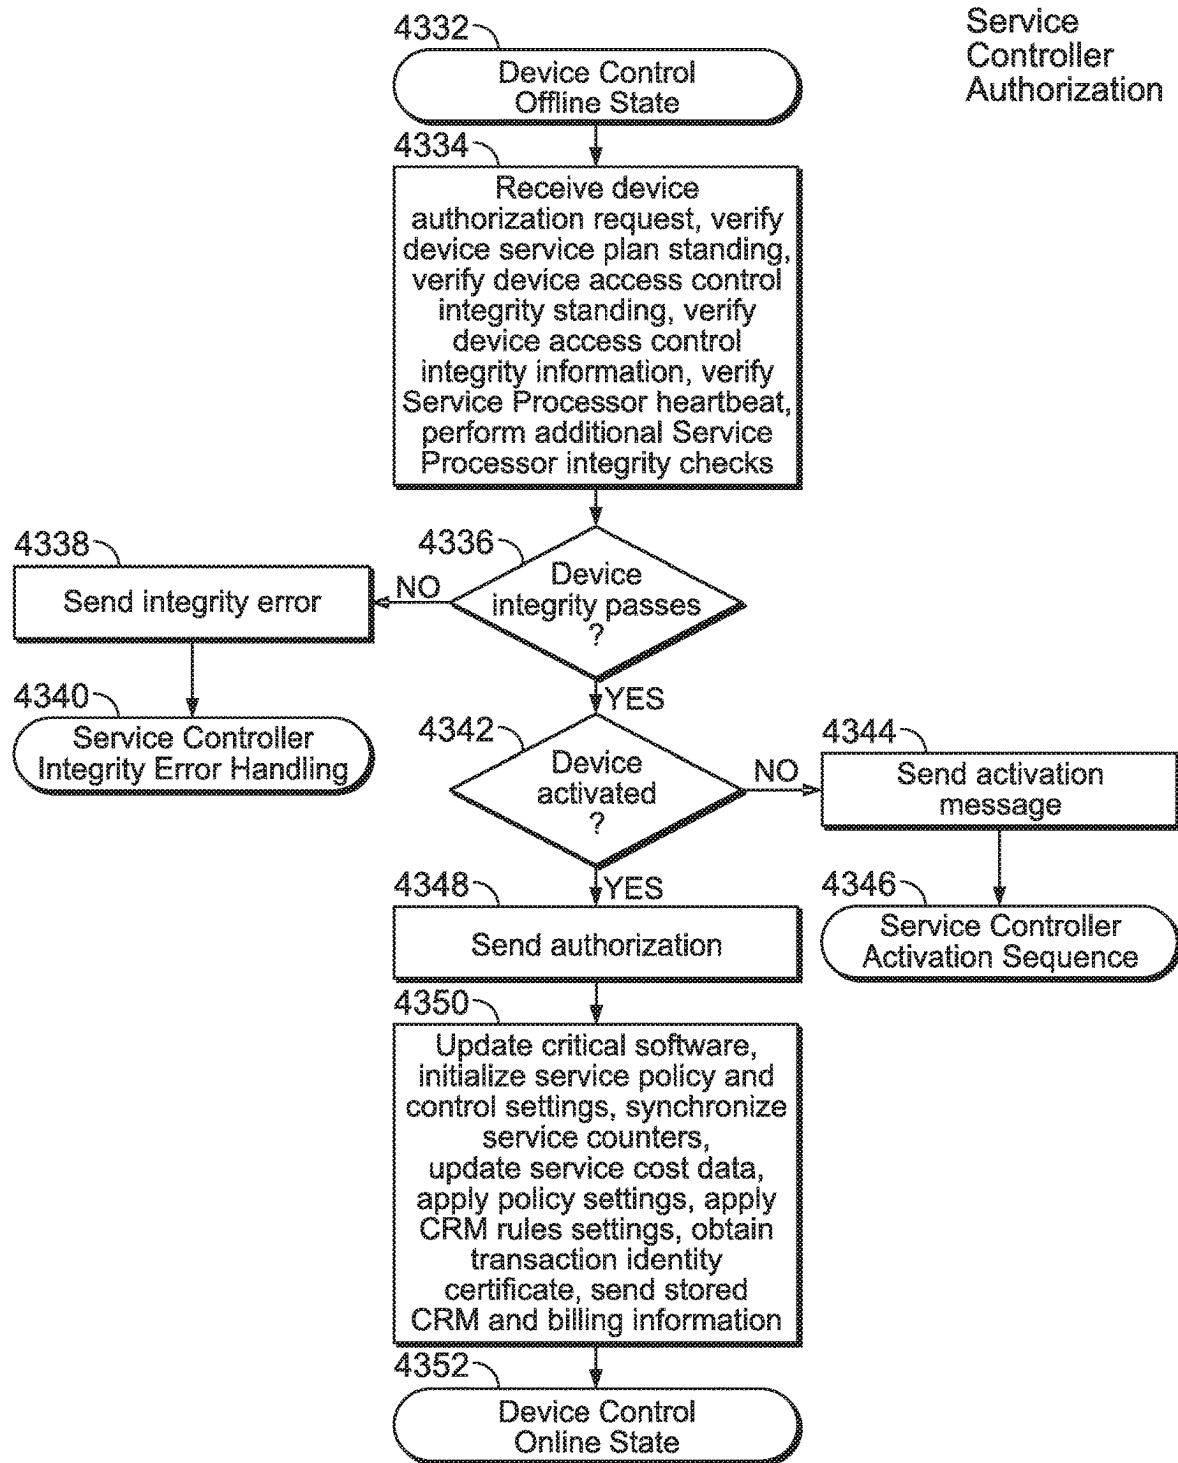 Service
Controller
Authorization
4332
Device Control
Offline State
4334
Receive device
authorization request, verify
device service plan standing,
verify device access control
integrity standing, verify
device access control
integrity information, verify
Service Processor heartbeat,
perform additional Service
Processor integrity checks
4336
Device
integrity passes
?
NO
4338
Send integrity error
4340
Service Controller
Integrity Error Handling
YES
4342
Device
activated
?
NO
4344
Send activation
message
4346
Service Controller
Activation Sequence
YES
4348
Send authorization
4350
Update critical software,
initialize service policy and
control settings, synchronize
service counters,
update service cost data,
apply policy settings, apply
CRM rules settings, obtain
transaction identity
certificate, send stored
CRM and billing information
4352
Device Control
Online State